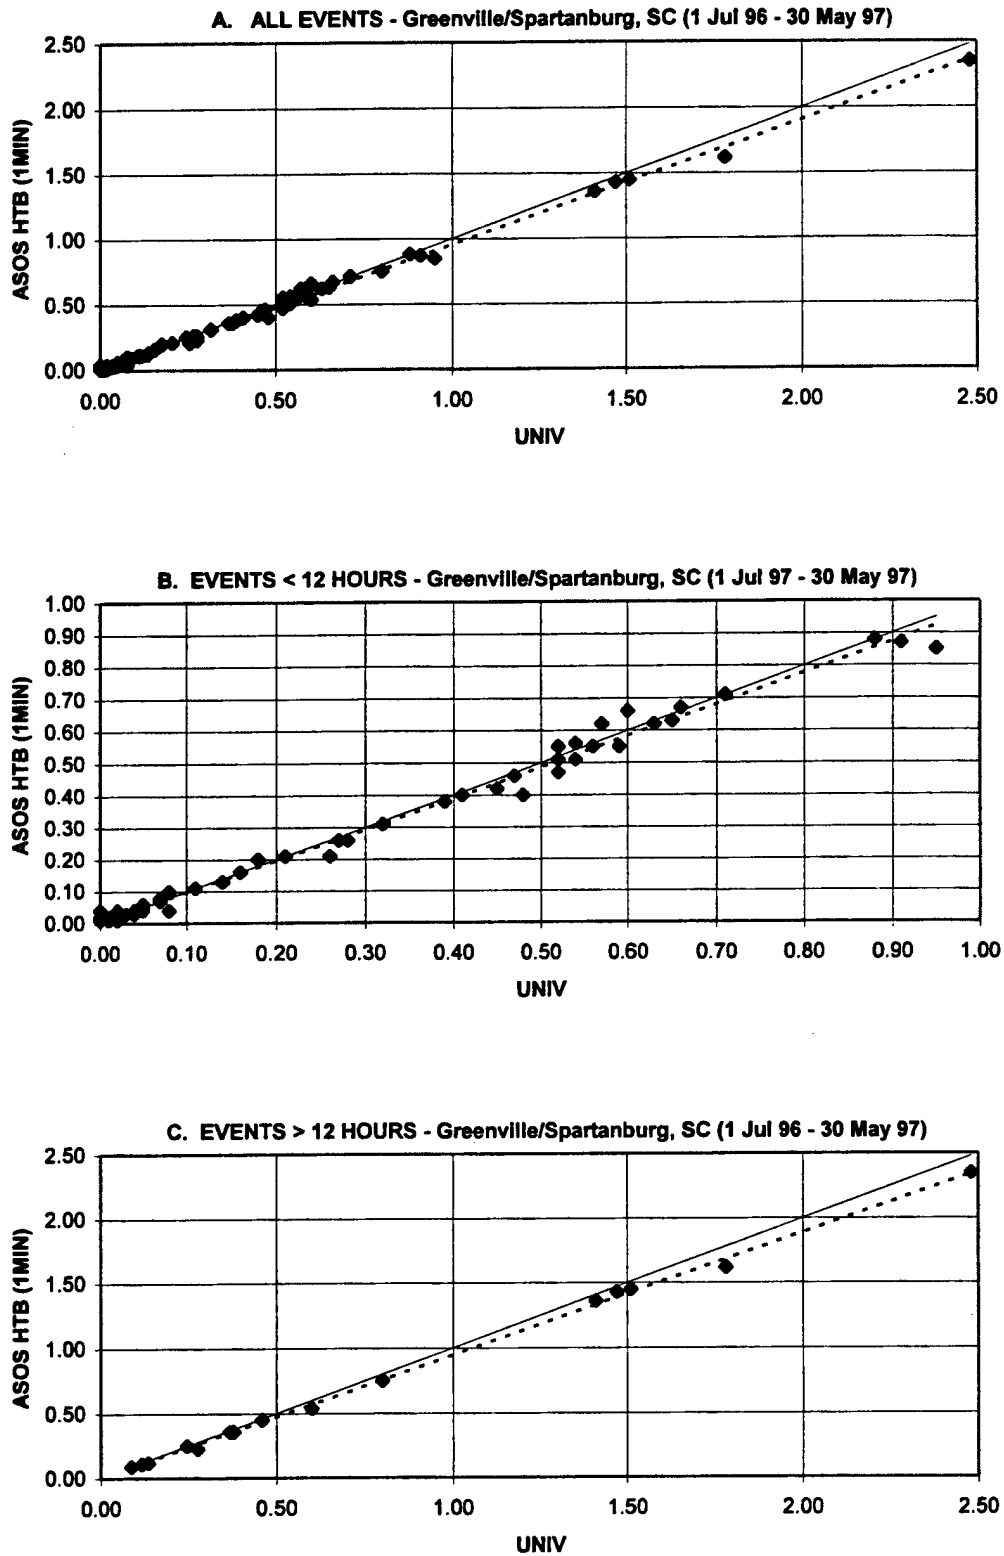 A. ALL EVENTS - Greenville/Spartanburg, SC (1 Jul 96 - 30 May 97)
2.50
2.00
1.50
1.00
0.50
0.00
ASOS HTB (1MIN)
0.00 0.50 1.00 1.50 2.00 2.50
UNIV
B. EVENTS < 12 HOURS - Greenville/Spartanburg, SC (1 Jul 97 - 30 May 97)
1.00
0.90
0.80
0.70
0.60
0.50
0.40
0.30
0.20
0.10
0.00
ASOS HTB (1MIN)
0.00 0.10 0.20 0.30 0.40 0.50 0.60 0.70 0.80 0.90 1.00
UNIV
C. EVENTS > 12 HOURS - Greenville/Spartanburg, SC (1 Jul 96 - 30 May 97)
2.50
2.00
1.50
1.00
0.50
0.00
ASOS HTB (1MIN)
0.00 0.50 1.00 1.50 2.00 2.50
UNIV